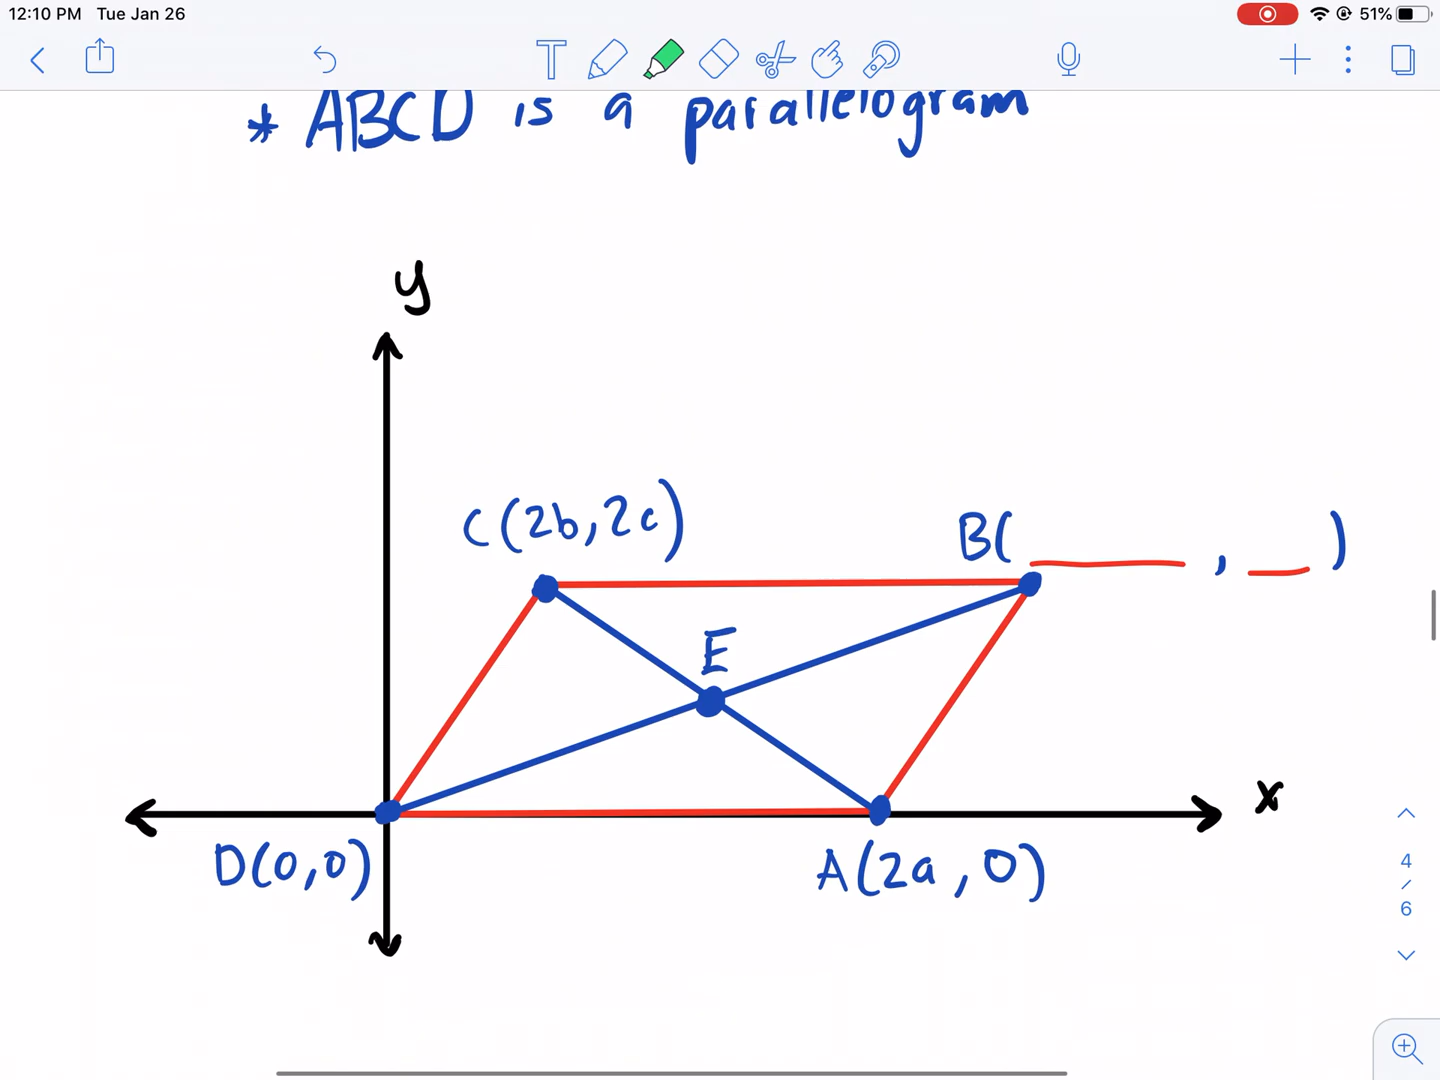 12:10 PM Tue Jan 26 51%
T
* ABCD is a parallelogram
y
C(2b,2c)
B( ______ , __ )
E
x
D(0,0)
A(2a,0)
4
/
6